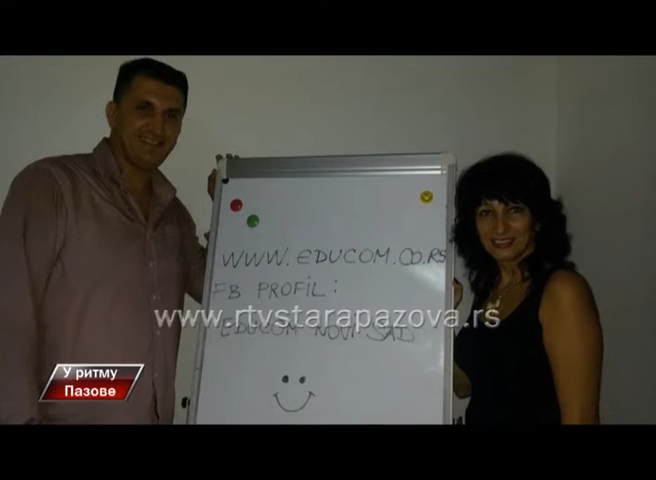 WWW.EDUCOM.CO.RS
FB PROFIL:
www.rtvstarapazova.rs
EDUCOM NOVI SAD
У ритму
Пазове